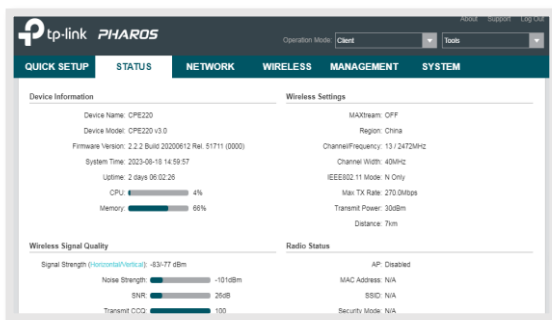 About Support Log Out
tp-link PHAROS
Operation Mode: Client Tools
QUICK SETUP STATUS NETWORK WIRELESS MANAGEMENT SYSTEM
Device Information
Device Name: CPE220
Device Model: CPE220 v3.0
Firmware Version: 2.2.2 Build 20200612 Rel. 51711 (0000)
System Time: 2023-08-18 14:59:57
Uptime: 2 days 06:02:26
CPU: 4%
Memory: 66%
Wireless Settings
MAXtream: OFF
Region: China
Channel/Frequency: 13 / 2472MHz
Channel Width: 40MHz
IEEE802.11 Mode: N Only
Max TX Rate: 270.0Mbps
Transmit Power: 30dBm
Distance: 7km
Wireless Signal Quality
Signal Strength (Horizontal/Vertical): -83/-77 dBm
Noise Strength: -101dBm
SNR: 26dB
Transmit CCQ: 100
Radio Status
AP: Disabled
MAC Address: N/A
SSID: N/A
Security Mode: N/A